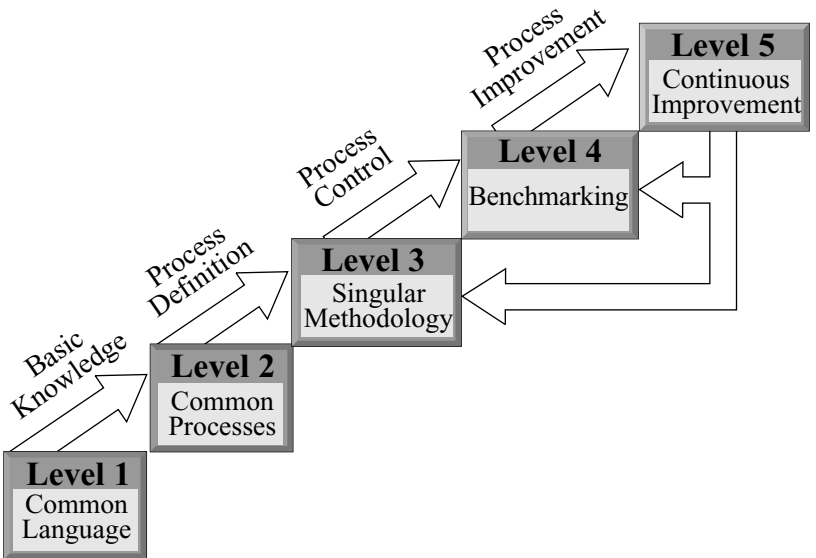 Process
Improvement
Level 5
Continuous
Improvement
Process
Control
Level 4
Benchmarking
Process
Definition
Level 3
Singular
Methodology
Basic
Knowledge
Level 2
Common
Processes
Level 1
Common
Language